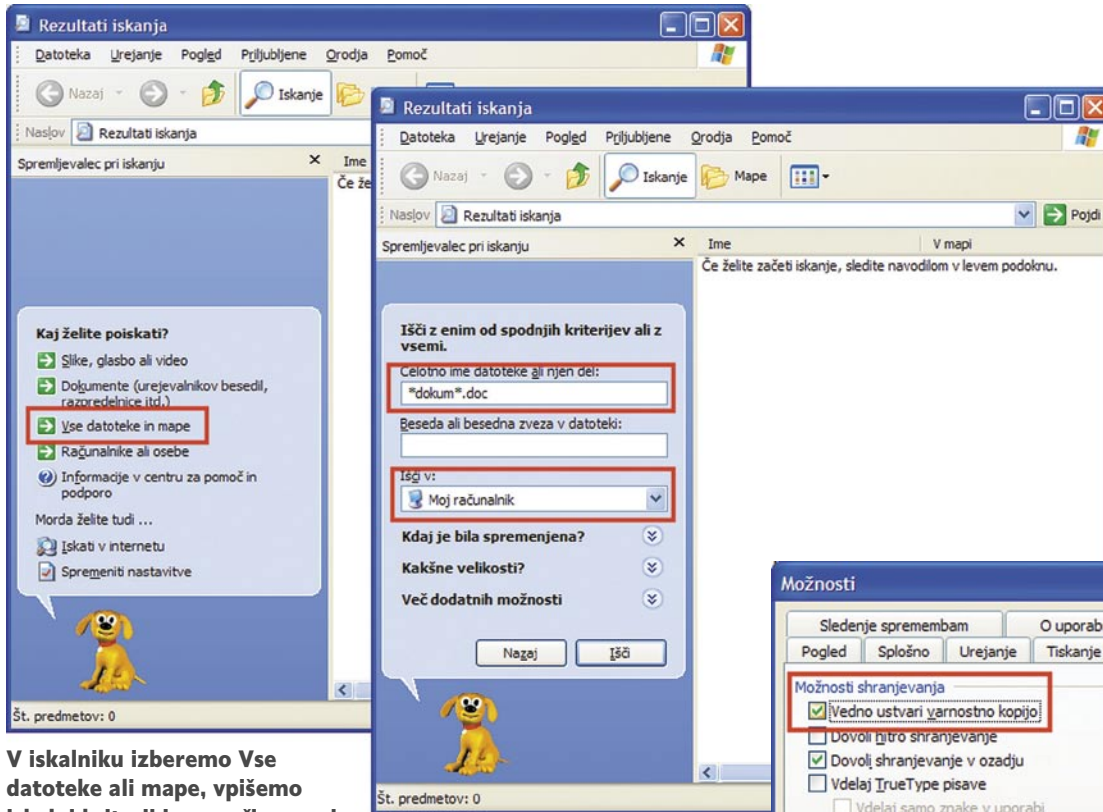 Rezultati iskanja
Datoteka Urejanje Pogled Priljubljene Orodja Pomoč
Nazaj Iskanje
Naslov Rezultati iskanja
Spremljevalec pri iskanju
Ime
Če že
Kaj želite poiskati?
Slike, glasbo ali video
Dokumente (urejevalnikov besedil,
razpredelnice itd.)
Vse datoteke in mape
Računalnike ali osebe
Informacije v centru za pomoč in
podporo
Morda želite tudi ...
Iskati v internetu
Spremeniti nastavitve
Št. predmetov: 0
V iskalniku izberemo Vse
datoteke ali mape, vpišemo
Rezultati iskanja
Datoteka Urejanje Pogled Priljubljene Orodja Pomoč
Nazaj Iskanje Mape
Naslov Rezultati iskanja Pojdi
Spremljevalec pri iskanju
Ime V mapi
Če želite začeti iskanje, sledite navodilom v levem podoknu.
Išči z enim od spodnjih kriterijev ali z
vsemi.
Celotno ime datoteke ali njen del:
*dokum*.doc
Beseda ali besedna zveza v datoteki:
Išči v:
Moj računalnik
Kdaj je bila spremenjena?
Kakšne velikosti?
Več dodatnih možnosti
Nazaj Išči
Št. predmetov: 0
Možnosti
Sledenje spremembam O uporab
Pogled Splošno Urejanje Tiskanje
Možnosti shranjevanja
Vedno ustvari varnostno kopijo
Dovoli hitro shranjevanje
Dovoli shranjevanje v ozadju
Vdelaj TrueType pisave
Vdelaj samo znake v uporabi